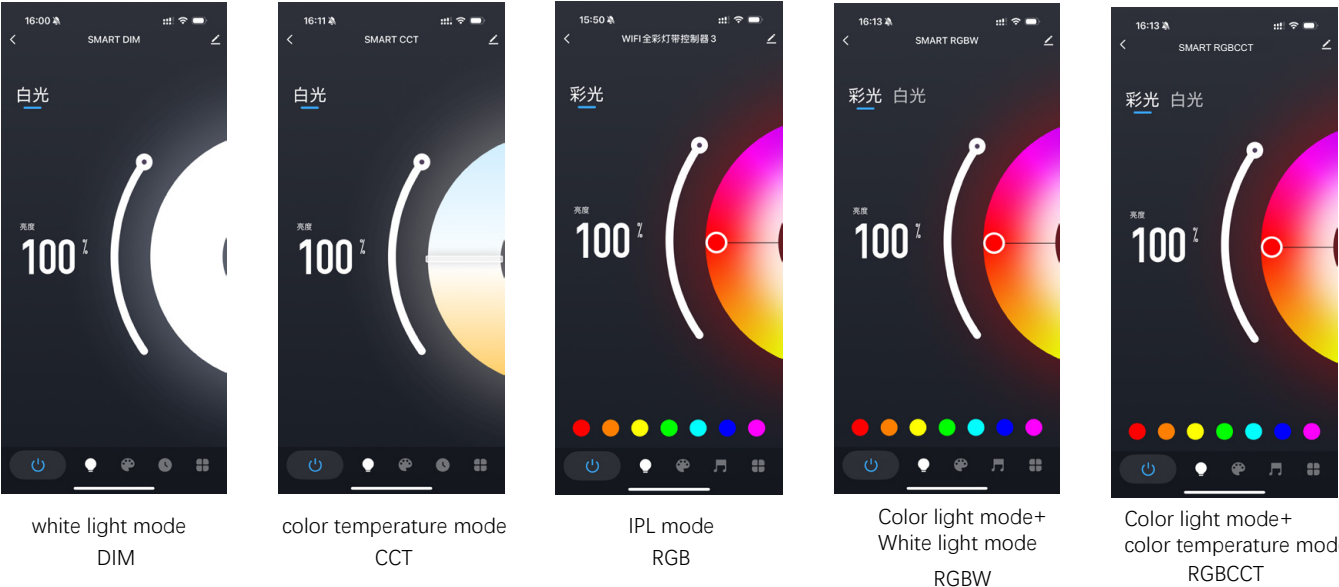 16:00
SMART DIM
白光
亮度
100 %
white light mode
DIM
16:11
SMART CCT
白光
亮度
100 %
color temperature mode
CCT
15:50
WIFI全彩灯带控制器3
彩光
亮度
100 %
IPL mode
RGB
16:13
SMART RGBW
彩光 白光
亮度
100 %
Color light mode+
White light mode
RGBW
16:13
SMART RGBCCT
彩光 白光
亮度
100 %
Color light mode+
color temperature mod
RGBCCT